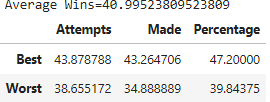 Average Wins=40.99523809523809
Attempts Made Percentage
Best 43.878788 43.264706 47.20000
Worst 38.655172 34.888889 39.84375